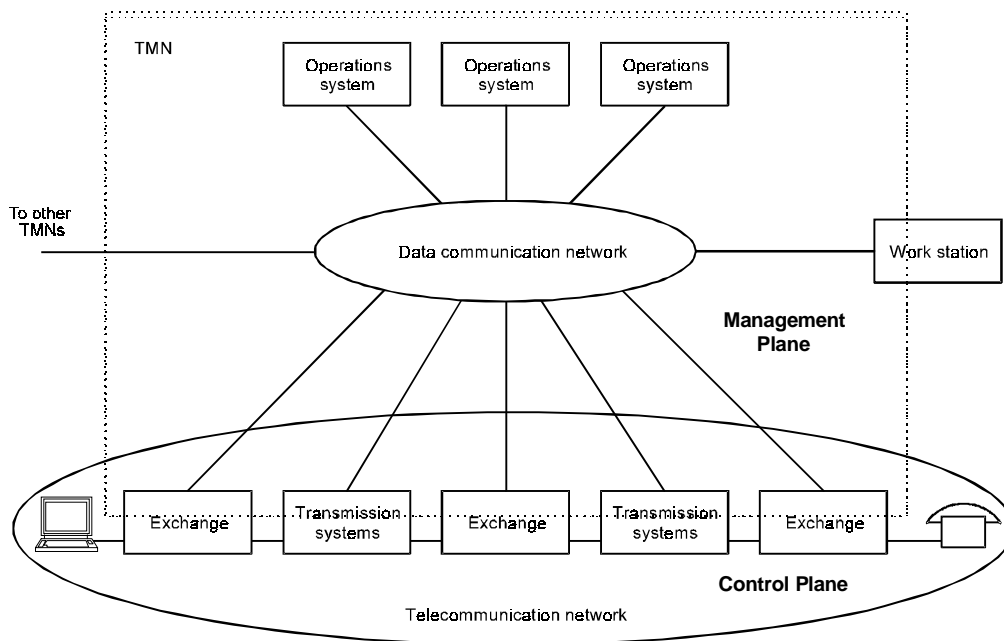 TMN
Operations
system
Operations
system
Operations
system
To other
TMNs
Data communication network
Work station
Management
Plane
Exchange
Transmission
systems
Exchange
Transmission
systems
Exchange
Control Plane
Telecommunication network